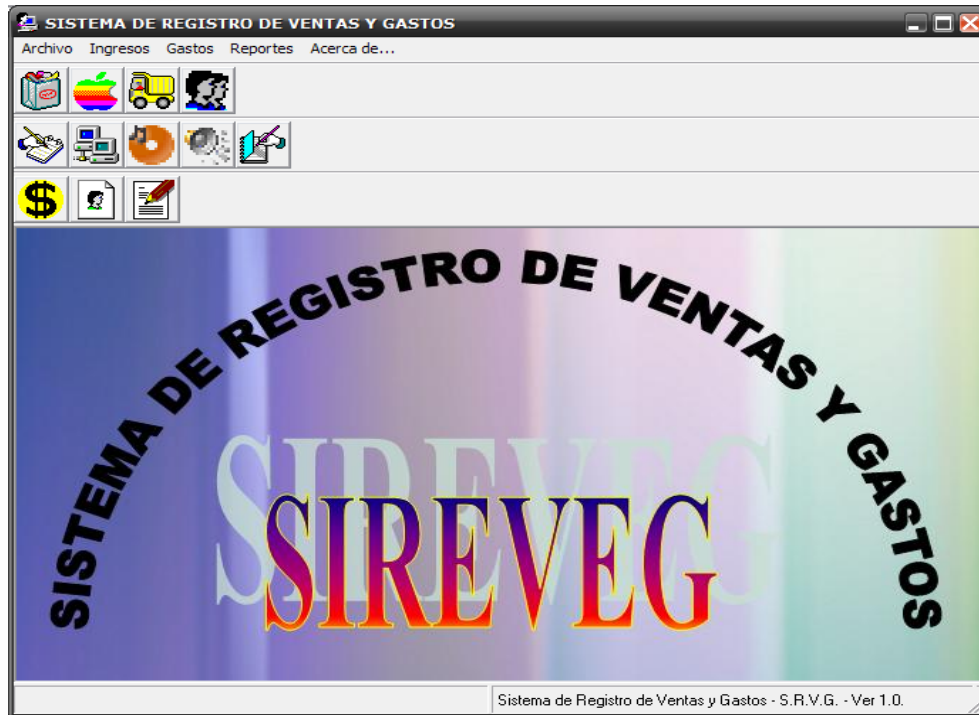 SISTEMA DE REGISTRO DE VENTAS Y GASTOS
Archivo Ingresos Gastos Reportes Acerca de...
SISTEMA DE REGISTRO DE VENTAS Y GASTOS
SIREVEG
SIREVEG
Sistema de Registro de Ventas y Gastos - S.R.V.G. - Ver 1.0.